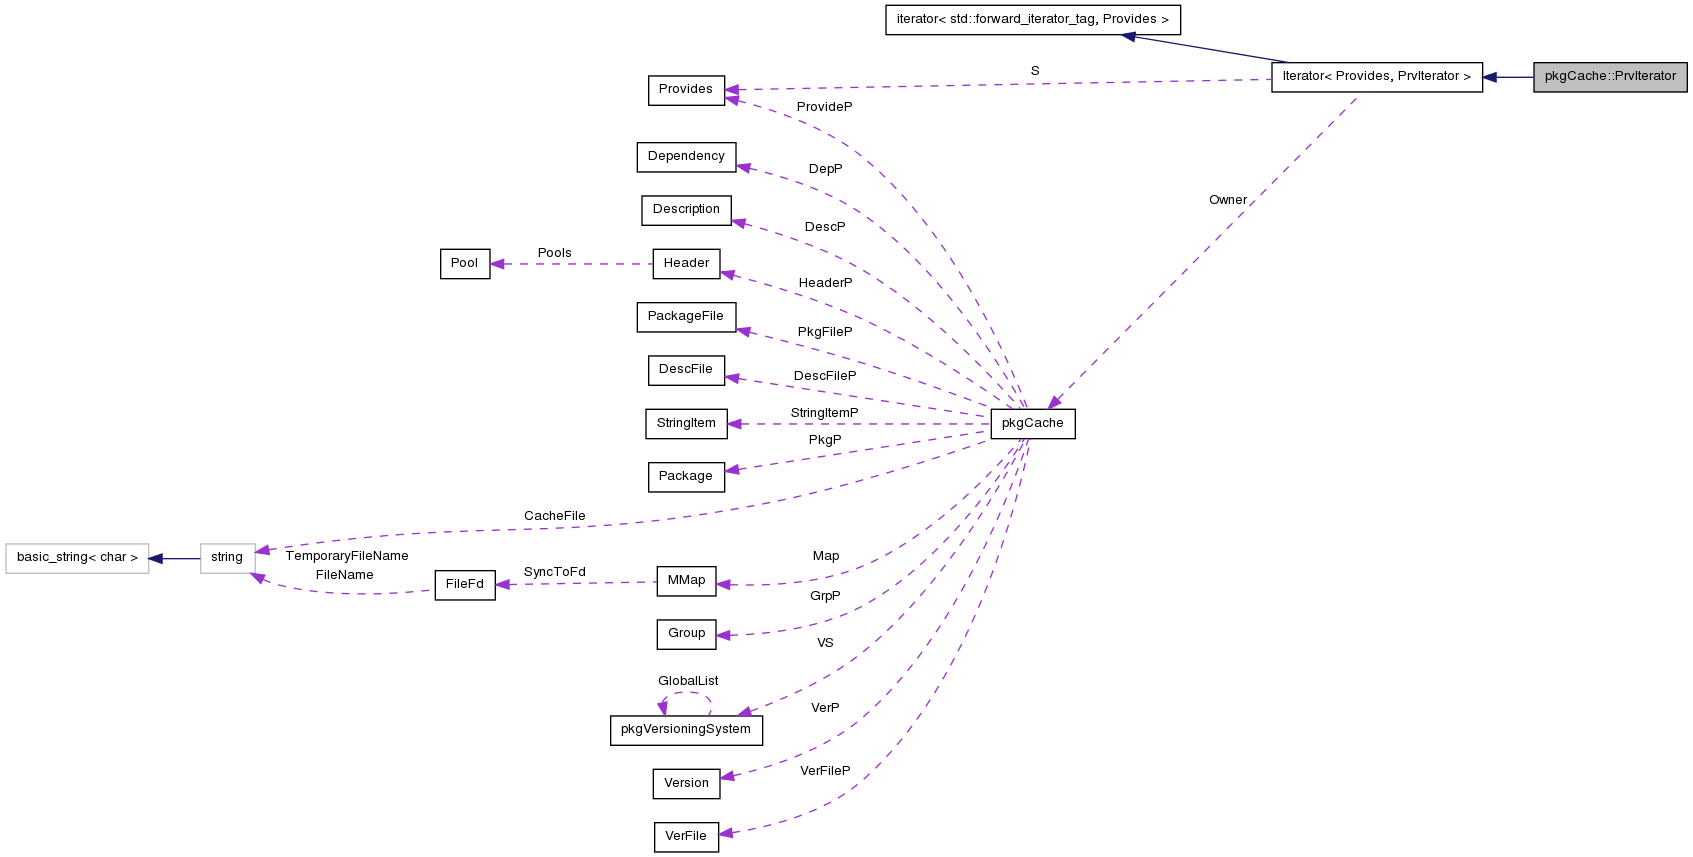 iterator< std::forward_iterator_tag, Provides >
Iterator< Provides, PrvIterator >
pkgCache::PrvIterator
S
Provides
ProvideP
Dependency
DepP
Owner
Description
DescP
Pools
Pool
Header
HeaderP
PackageFile
PkgFileP
DescFile
DescFileP
StringItemP
StringItem
pkgCache
PkgP
Package
CacheFile
basic_string< char >
string
TemporaryFileName
FileName
Map
SyncToFd
FileFd
MMap
GrpP
Group
VS
GlobalList
pkgVersioningSystem
VerP
VerFileP
Version
VerFile